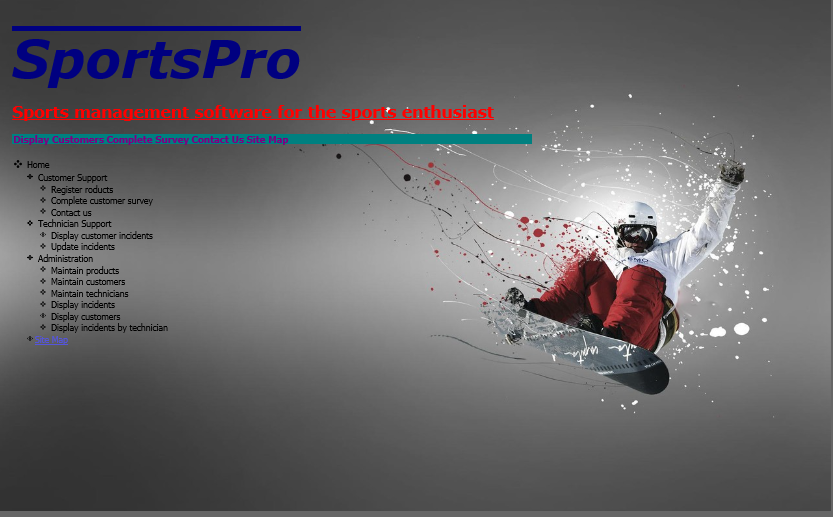 SportsPro
Sports management software for the sports enthusiast
Display Customers Complete Survey Contact Us Site Map
Home
Customer Support
Register roducts
Complete customer survey
Contact us
Technician Support
Display customer incidents
Update incidents
Administration
Maintain products
Maintain customers
Maintain technicians
Display incidents
Display customers
Display incidents by technician
Site Map